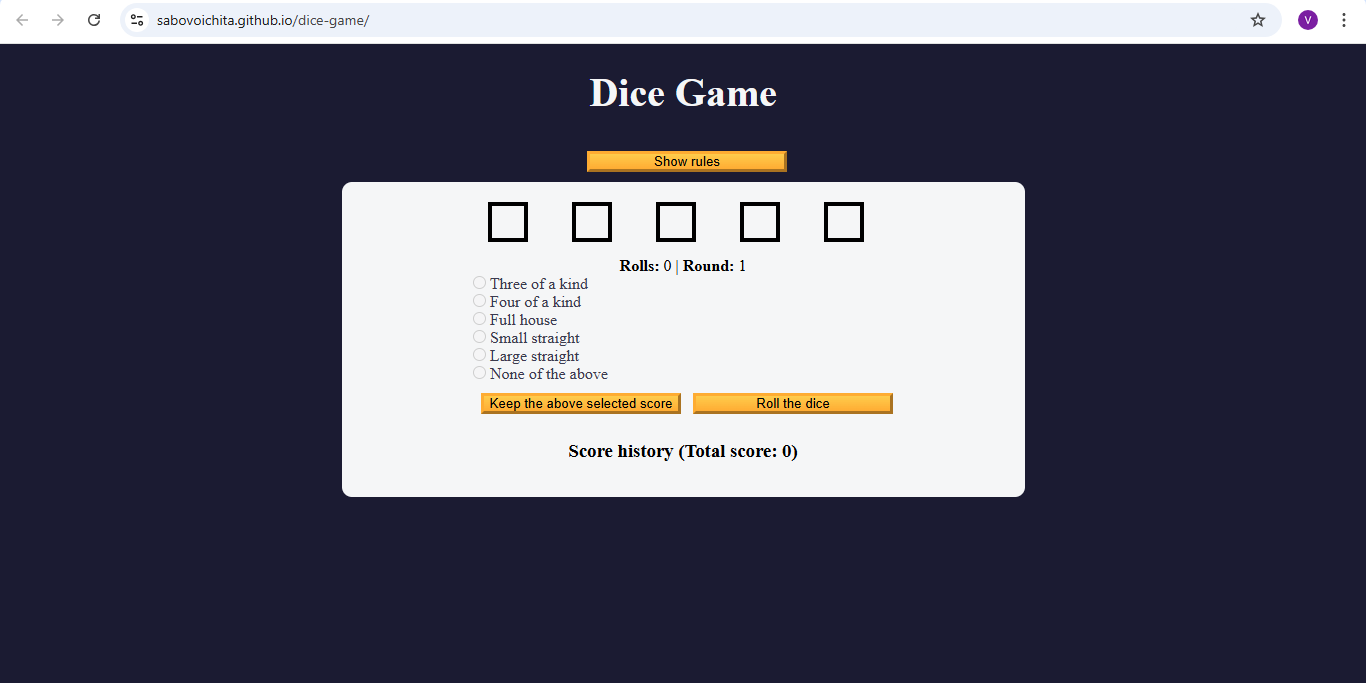 sabovoichita.github.io/dice-game/
V
Dice Game
Show rules
Rolls: 0 | Round: 1
Three of a kind
Four of a kind
Full house
Small straight
Large straight
None of the above
Keep the above selected score Roll the dice
Score history (Total score: 0)